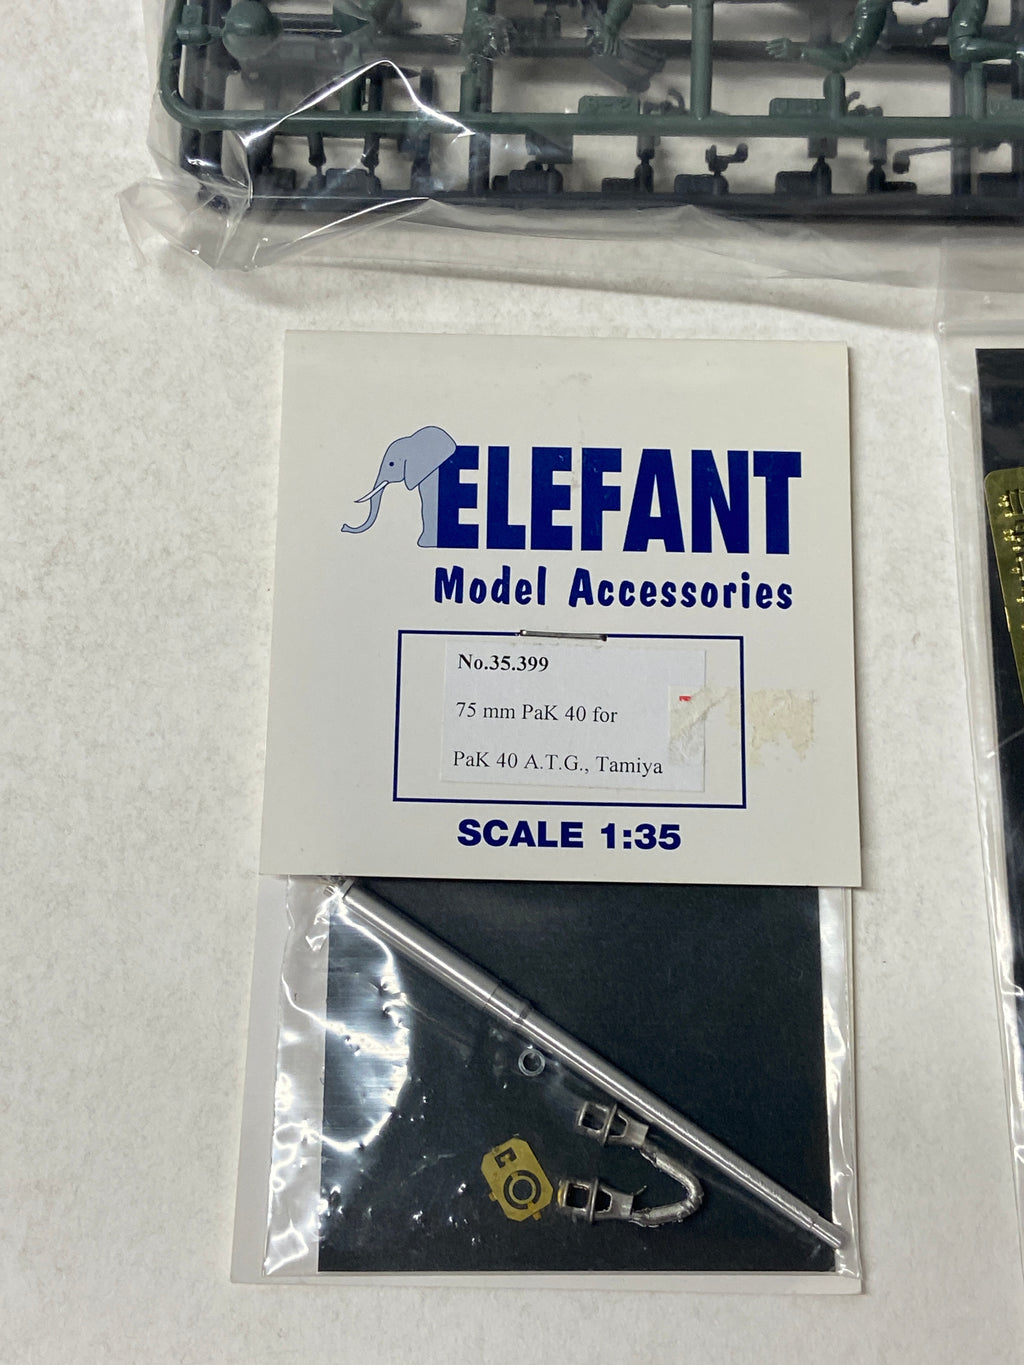 ELEFANT
Model Accessories
No.35.399
75 mm PaK 40 for
PaK 40 A.T.G., Tamiya
SCALE 1:35